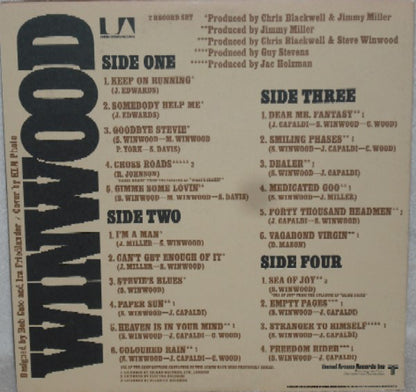 2 RECORD SET
*Produced by Chris Blackwell & Jimmy Miller
**Produced by Jimmy Miller
***Produced by Chris Blackwell & Steve Winwood
****Produced by Guy Stevens
*****Produced by Jac Holzman
WINWOOD
SIDE ONE
1. KEEP ON RUNNING*
(J. EDWARDS)
2. SOMEBODY HELP ME*
(J. EDWARDS)
3. GOODBYE STEVIE*
(S. WINWOOD—M. WINWOOD
P. YORK—S. DAVIS)
4. CROSS ROADS*****
(R. JOHNSON)
5. GIMME SOME LOVIN'
(S. WINWOOD—M. WINWOOD—S. DAVIS)
SIDE TWO
1. I'M A MAN*
(J. MILLER—S. WINWOOD)
2. CAN'T GET ENOUGH OF IT*
(J. MILLER—S. WINWOOD)
3. STEVIE'S BLUES*
(S. WINWOOD)
4. PAPER SUN**
(S. WINWOOD—J. CAPALDI)
5. HEAVEN IS IN YOUR MIND**
(S. WINWOOD—J. CAPALDI—C. WOOD)
6. COLOURED RAIN**
(S. WINWOOD—J. CAPALDI—C. WOOD)
SIDE THREE
1. DEAR MR. FANTASY**
(J. CAPALDI—S. WINWOOD—C. WOOD)
2. SMILING PHASES**
(S. WINWOOD—J. CAPALDI—C. WOOD)
3. DEALER**
(J. CAPALDI)
4. MEDICATED GOO**
(S. WINWOOD—J. MILLER)
5. FORTY THOUSAND HEADMEN**
(J. CAPALDI—S. WINWOOD)
6. VAGABOND VIRGIN**
(D. MASON)
SIDE FOUR
1. SEA OF JOY**
(S. WINWOOD)
2. EMPTY PAGES***
(S. WINWOOD—J. CAPALDI)
3. STRANGER TO HIMSELF****
(S. WINWOOD—J. CAPALDI)
4. FREEDOM RIDER***
(S. WINWOOD—J. CAPALDI)